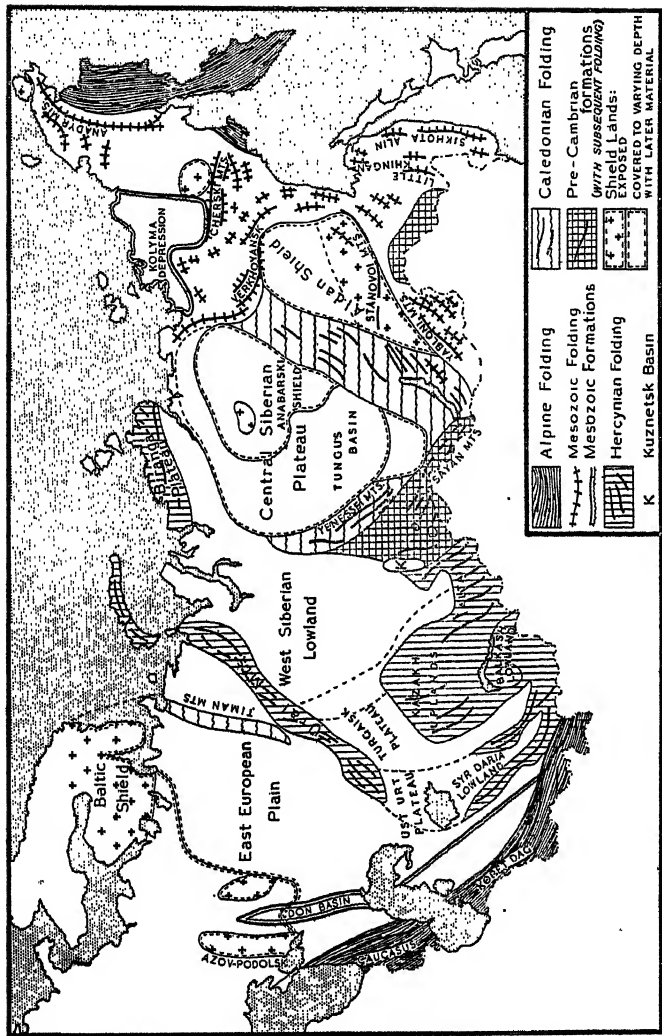 Baltic
Shield
East European
Plain
TIMAN MTS
AZOV-PODOLSK
DON BASIN
CAUCASUS
KOPET DAG
UST URT
PLATEAU
SYR DARIA
LOWLAND
TURGAISK
PLATEAU
KAZAKH
UPLANDS
BALKASH
LOWLAND
West Siberian
Lowland
K
Plateau
Central Siberian
Plateau
ANABARSKI
SHIELD
TUNGUS
BASIN
YENISEI MTS
SAYAN MTS
Aldan Shield
STANOVOI MTS
YABLONA MTS
VERKHOYANSK
CHERSKI MTS
KOLYMA
DEPRESSION
ANADYR MTS
LITTLE
KHINGAN
SIKHOTA
ALIN
Alpine Folding
Mesozoic Folding
Mesozoic Formations
Hercynian Folding
K Kuznetsk Basin
Caledonian Folding
Pre-Cambrian
formations
(WITH SUBSEQUENT FOLDING)
Shield Lands:
EXPOSED
COVERED TO VARYING DEPTH
WITH LATER MATERIAL